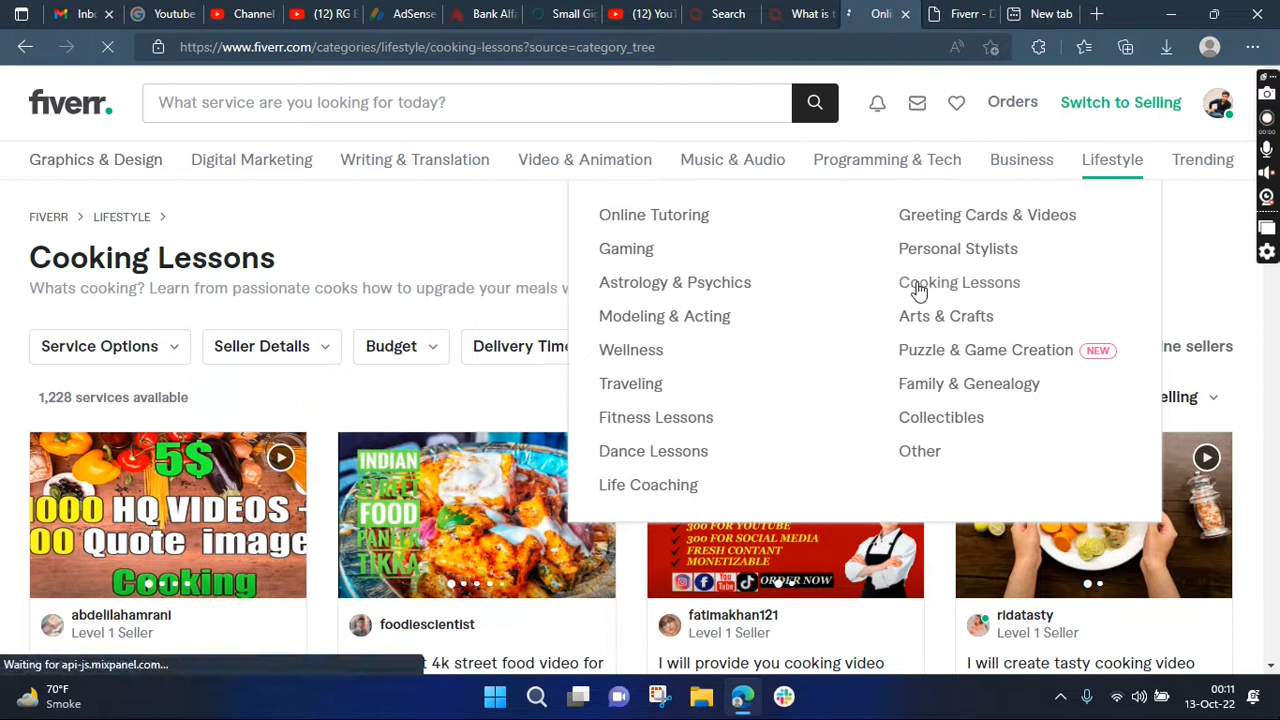 Gmail
Youtube
Channel
(12) RG E
AdSense
Bank Alfa
Small Gig
(12) YouT
Search
What is t
Onli
Fiverr - D
New tab
https://www.fiverr.com/categories/lifestyle/cooking-lessons?source=category_tree
fiverr.
What service are you looking for today?
Orders
Switch to Selling
Graphics & Design
Digital Marketing
Writing & Translation
Video & Animation
Music & Audio
Programming & Tech
Business
Lifestyle
Trending
FIVERR > LIFESTYLE >
Online Tutoring
Greeting Cards & Videos
Cooking Lessons
Gaming
Personal Stylists
Whats cooking? Learn from passionate cooks how to upgrade your meals w
Astrology & Psychics
Cooking Lessons
Modeling & Acting
Arts & Crafts
Service Options
Seller Details
Budget
Delivery Time
Wellness
Puzzle & Game Creation NEW
ne sellers
Traveling
Family & Genealogy
1,228 services available
elling
Fitness Lessons
Collectibles
Dance Lessons
Other
Life Coaching
5$
1000 HQ VIDEOS +
00 Quote image
Cooking
INDIAN
STREET
FOOD
PANEER
TIKKA
300 FOR YOUTUBE
300 FOR SOCIAL MEDIA
FRESH CONTANT
MONETIZABLE
You Tube
ORDER NOW
abdelilahamrani
Level 1 Seller
foodiescientist
fatimakhan121
Level 1 Seller
ridatasty
Level 1 Seller
t 4k street food video for
I will provide you cooking video
I will create tasty cooking video
Waiting for api-js.mixpanel.com...
00:00
70°F
Smoke
00:11
13-Oct-22